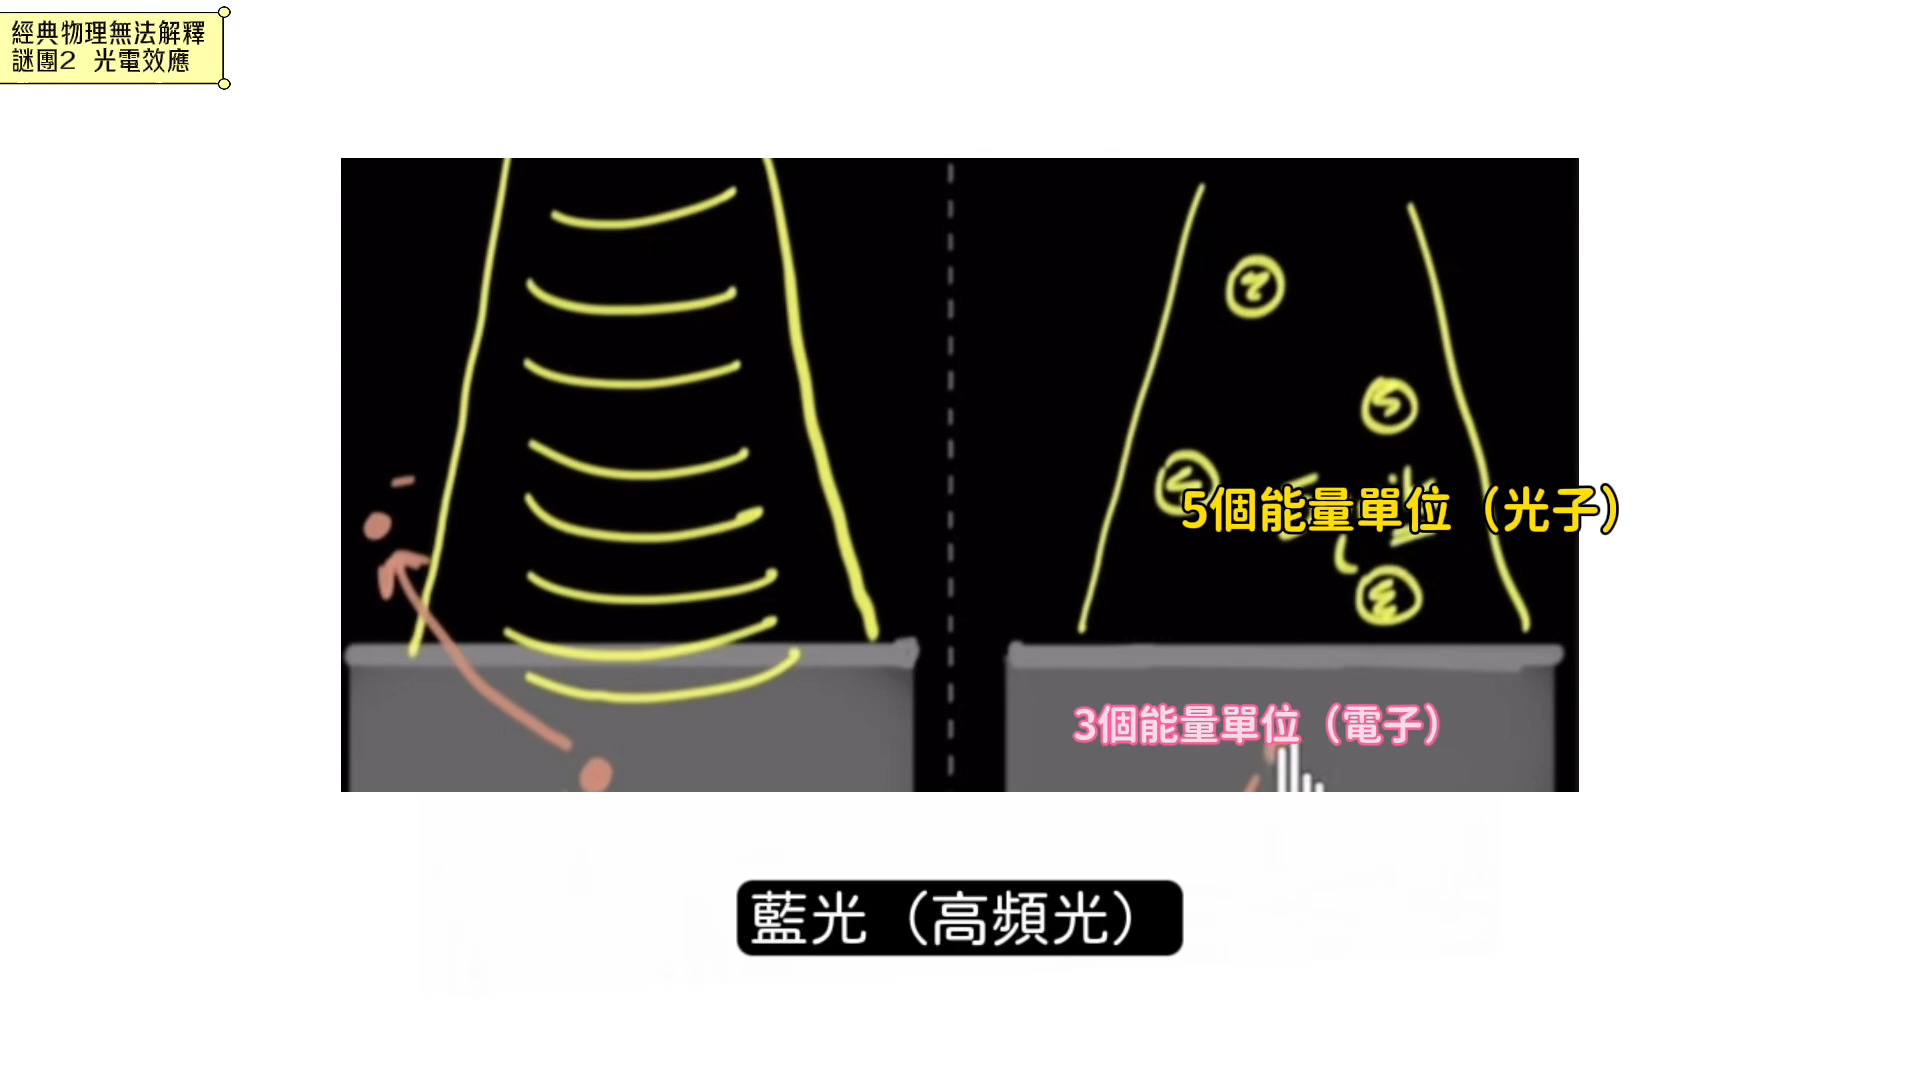 經典物理無法解釋
謎團2 光電效應
5個能量單位（光子）
3個能量單位（電子）
藍光（高頻光）